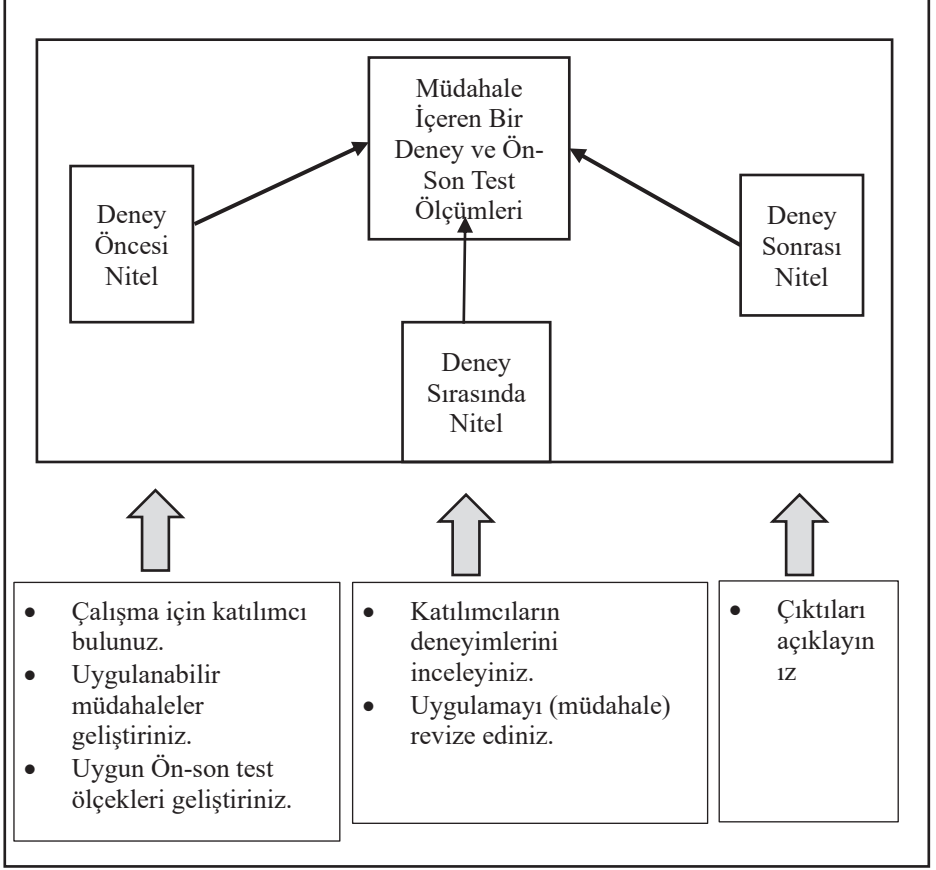 Müdahale
İçeren Bir
Deney ve Ön-
Son Test
Ölçümleri
Deney
Öncesi
Nitel
Deney
Sonrası
Nitel
Deney
Sırasında
Nitel
• Çalışma için katılımcı
bulunuz.
• Uygulanabilir
müdahaleler
geliştiriniz.
• Uygun Ön-son test
ölçekleri geliştiriniz.
• Katılımcıların
deneyimlerini
inceleyiniz.
• Uygulamayı (müdahale)
revize ediniz.
• Çıktıları
açıklayın
ız